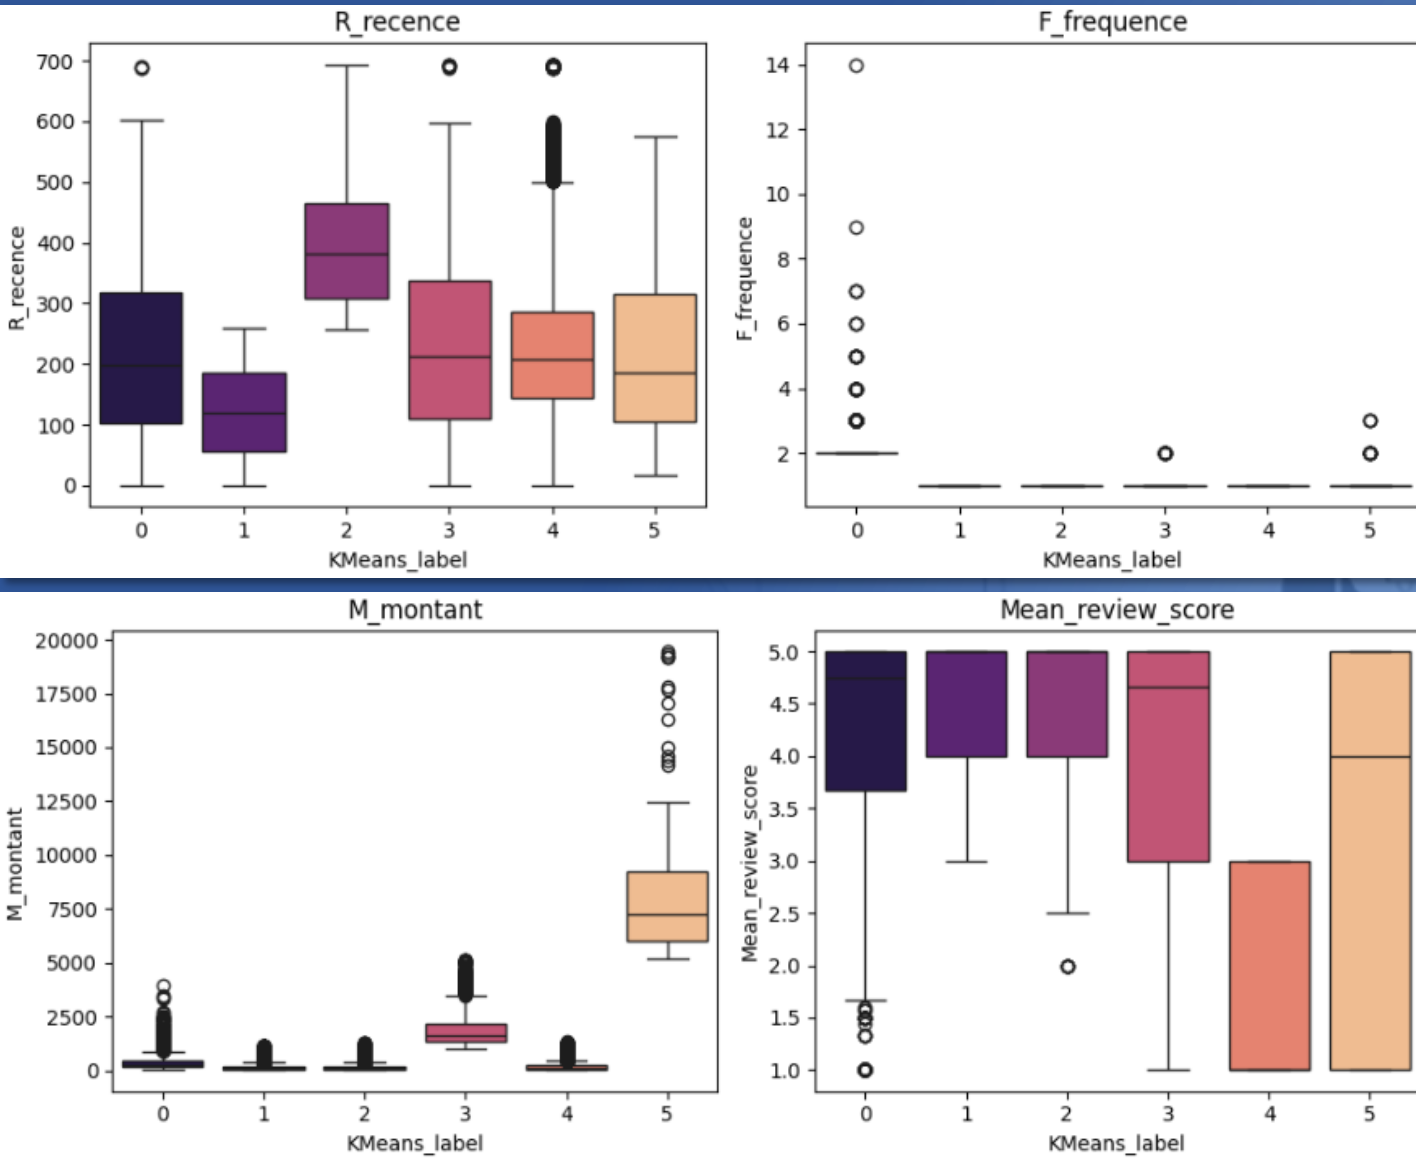 R_recence
700
600
500
400
300
200
100
0
R_recence
0 1 2 3 4 5
KMeans_label
F_frequence
14
12
10
8
6
4
2
F_frequence
0 1 2 3 4 5
KMeans_label
M_montant
20000
17500
15000
12500
10000
7500
5000
2500
0
M_montant
0 1 2 3 4 5
KMeans_label
Mean_review_score
5.0
4.5
4.0
3.5
3.0
2.5
2.0
1.5
1.0
Mean_review_score
0 1 2 3 4 5
KMeans_label